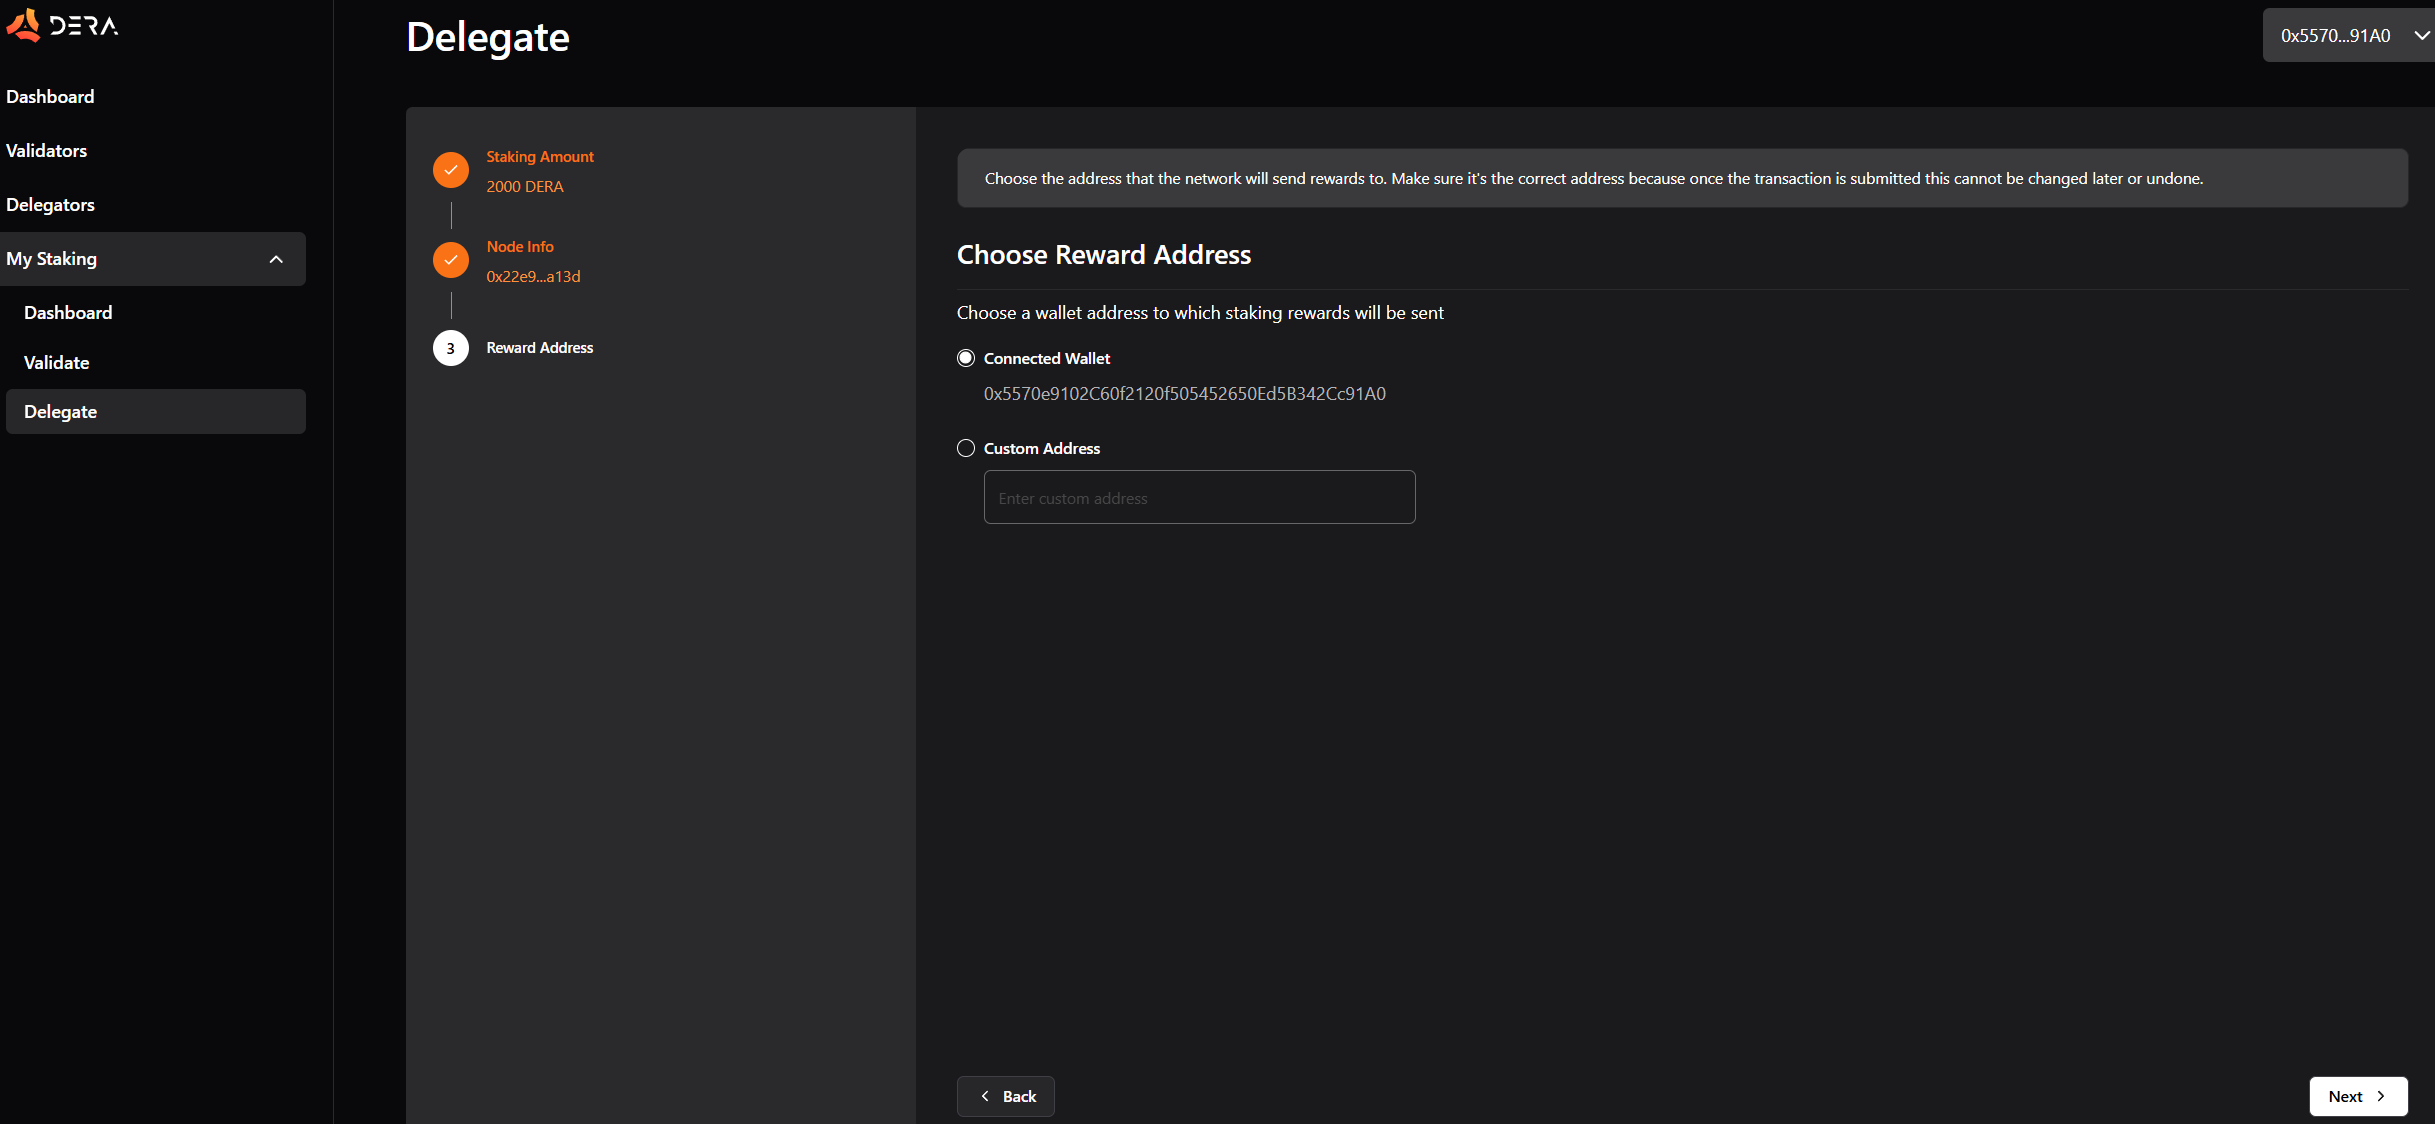 DERA
Dashboard
Validators
Delegators
My Staking
Dashboard
Validate
Delegate
Delegate
0x5570...91A0
Staking Amount
2000 DERA
Node Info
0x22e9...a13d
3
Reward Address
Choose the address that the network will send rewards to. Make sure it's the correct address because once the transaction is submitted this cannot be changed later or undone.
Choose Reward Address
Choose a wallet address to which staking rewards will be sent
Connected Wallet
0x5570e9102C60f2120f505452650Ed5B342Cc91A0
Custom Address
Enter custom address
Back
Next